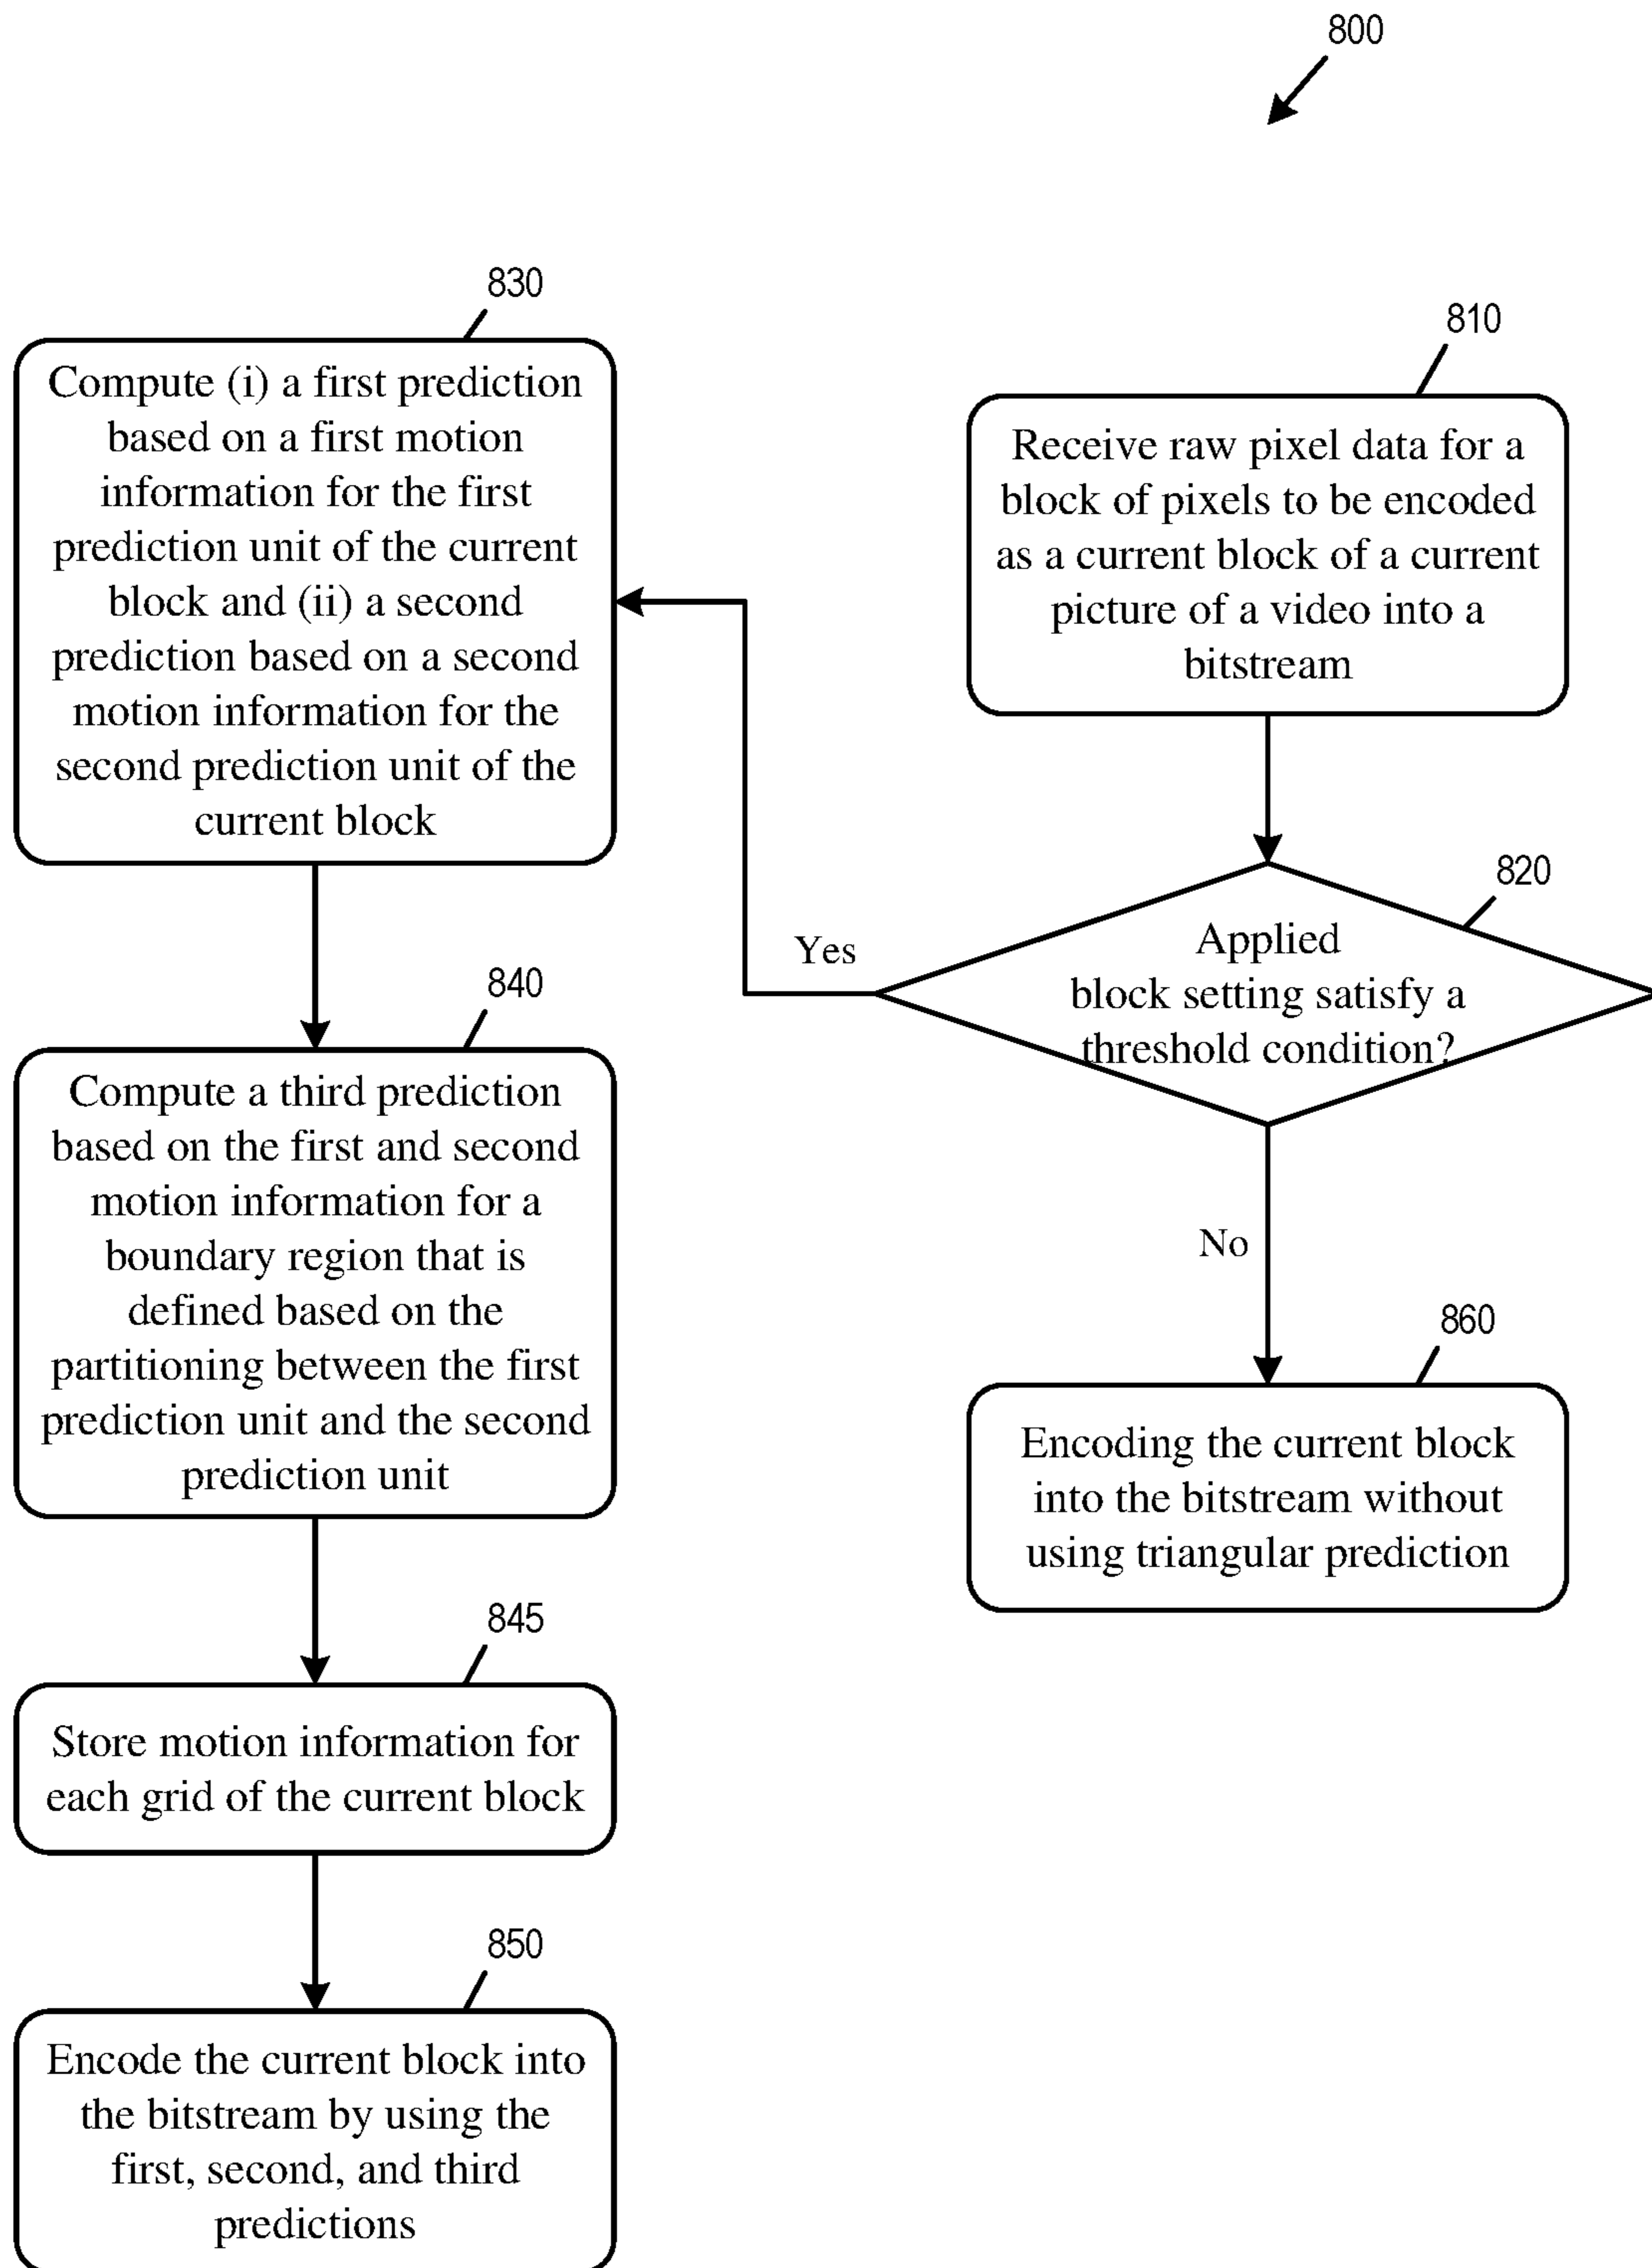 800
810
Receive raw pixel data for a
block of pixels to be encoded
as a current block of a current
picture of a video into a
bitstream
820
Applied
block setting satisfy a
threshold condition?
Yes
No
830
Compute (i) a first prediction
based on a first motion
information for the first
prediction unit of the current
block and (ii) a second
prediction based on a second
motion information for the
second prediction unit of the
current block
840
Compute a third prediction
based on the first and second
motion information for a
boundary region that is
defined based on the
partitioning between the first
prediction unit and the second
prediction unit
845
Store motion information for
each grid of the current block
850
Encode the current block into
the bitstream by using the
first, second, and third
predictions
860
Encoding the current block
into the bitstream without
using triangular prediction